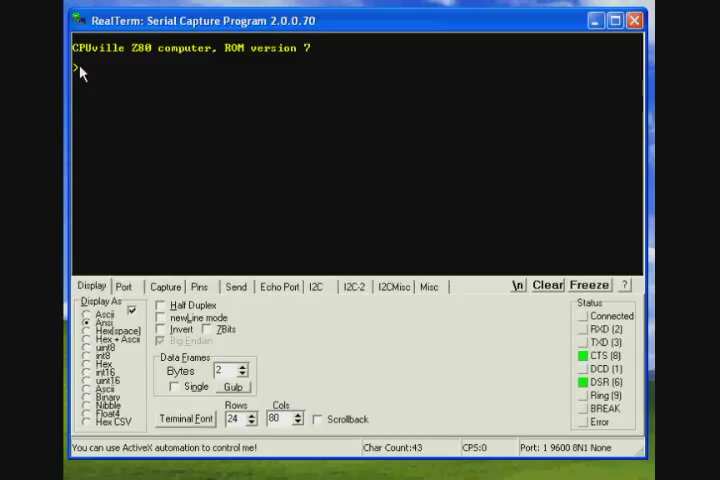 RealTerm: Serial Capture Program 2.0.0.70
CPUville Z80 computer, ROM version 7
>
Display Port Capture Pins Send Echo Port I2C I2C-2 I2CMisc Misc \n Clear Freeze ?
Display As
Ascii
Ansi
Hex[space]
Hex + Ascii
uint8
int8
Hex
int16
uint16
Ascii
Binary
Nibble
Float4
Hex CSV
Half Duplex
newLine mode
Invert 7Bits
Big Endian
Data Frames
Bytes 2
Single Gulp
Rows Cols
Terminal Font 24 80 Scrollback
Status
Connected
RXD (2)
TXD (3)
CTS (8)
DCD (1)
DSR (6)
Ring (9)
BREAK
Error
You can use ActiveX automation to control me! Char Count:43 CPS:0 Port: 1 9600 8N1 None